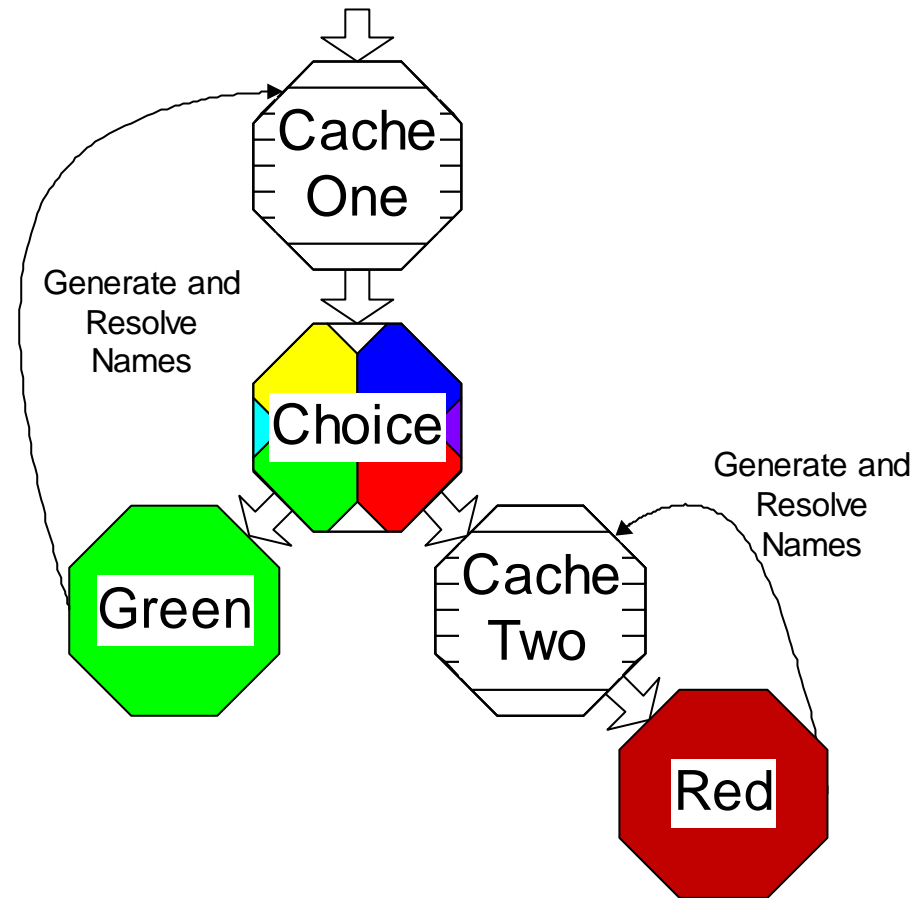 Cache
One
Generate and
Resolve
Names
Choice
Generate and
Resolve
Names
Cache
Two
Green
Red